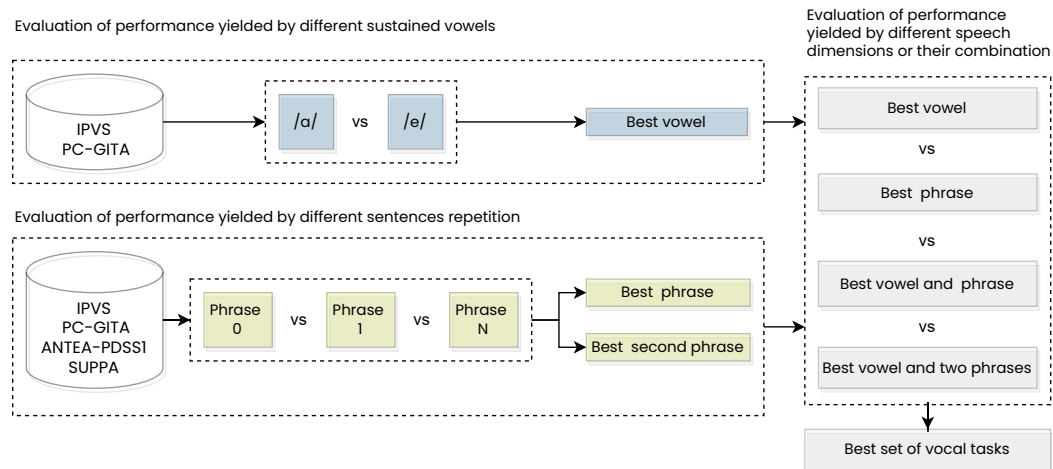 Evaluation of performance yielded by different sustained vowels
IPVS
PC-GITA
/a/
vs
/e/
Best vowel
Evaluation of performance yielded by different sentences repetition
IPVS
PC-GITA
ANTEA-PDSS1
SUPPA
Phrase
0
vs
Phrase
1
vs
Phrase
N
Best phrase
Best second phrase
Evaluation of performance
yielded by different speech
dimensions or their combination
Best vowel
vs
Best phrase
vs
Best vowel and phrase
vs
Best vowel and two phrases
Best set of vocal tasks